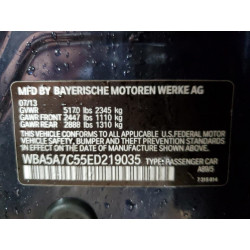 MFD BY BAYERISCHE MOTOREN WERKE AG
07/13
GVWR 5170 lbs 2345 kg
GAWR FRONT 2447 lbs 1110 kg
GAWR REAR 2888 lbs 1310 kg
THIS VEHICLE CONFORMS TO ALL
APPLICABLE U.S. FEDERAL MOTOR
VEHICLE SAFETY, BUMPER, AND
THEFT PREVENTION STANDARDS
IN EFFECT ON THE DATE OF
MANUFACTURE SHOWN ABOVE.
WBA5A7C55ED219035 TYPE: PASSENGER CAR